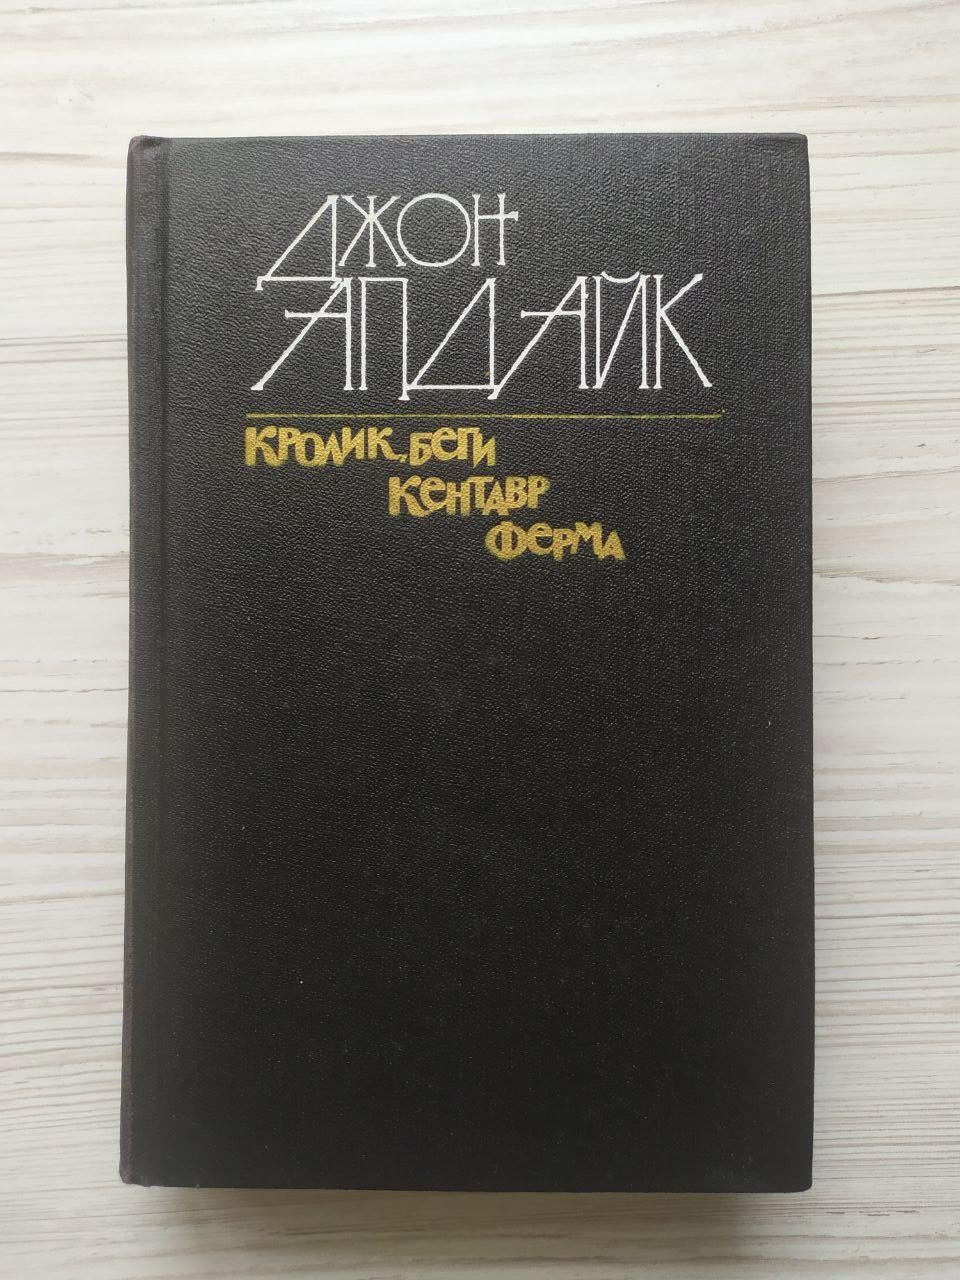 ДЖОН
АПДАЙК
КРОЛИК, БЕГИ
КЕНТАВР
ФЕРМА